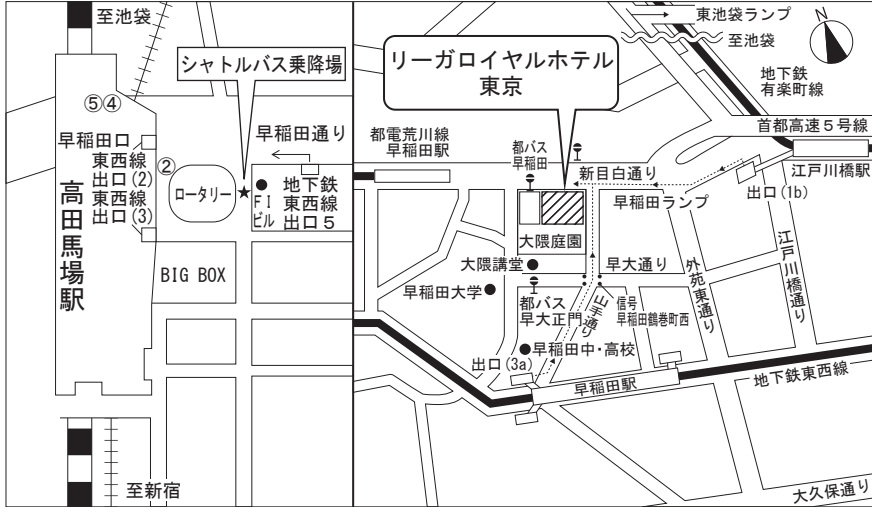 至池袋
シャトルバス乗降場
⑤④
早稲田口
東西線
出口(2)
東西線
出口(3)
②
ロータリー
★
早稲田通り
FI
ビル
地下鉄
東西線
出口5
高田馬場駅
BIG BOX
至新宿
リーガロイヤルホテル
東京
東池袋ランプ
至池袋
N
地下鉄
有楽町線
首都高速5号線
都電荒川線
早稲田駅
都バス
早稲田
新目白通り
江戸川橋駅
出口(1b)
早稲田ランプ
大隈庭園
大隈講堂
早大通り
早稲田大学
都バス
早大正門
山手通り
信号
早稲田鶴巻町西
外苑東通り
江戸川橋通り
早稲田中・高校
出口(3a)
早稲田駅
地下鉄東西線
大久保通り